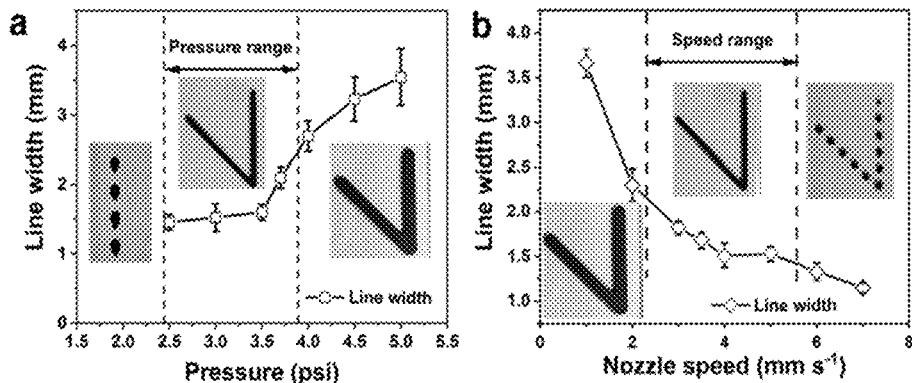 a
Line width (mm)
4
3
2
1
0
Pressure range
Line width
1.5 2.0 2.5 3.0 3.5 4.0 4.5 5.0
Pressure (psi)
b
Line width (mm)
4.0
3.5
3.0
2.5
2.0
1.5
1.0
Speed range
Line width
0 2 4 6 8
Nozzle speed (mm s⁻¹)